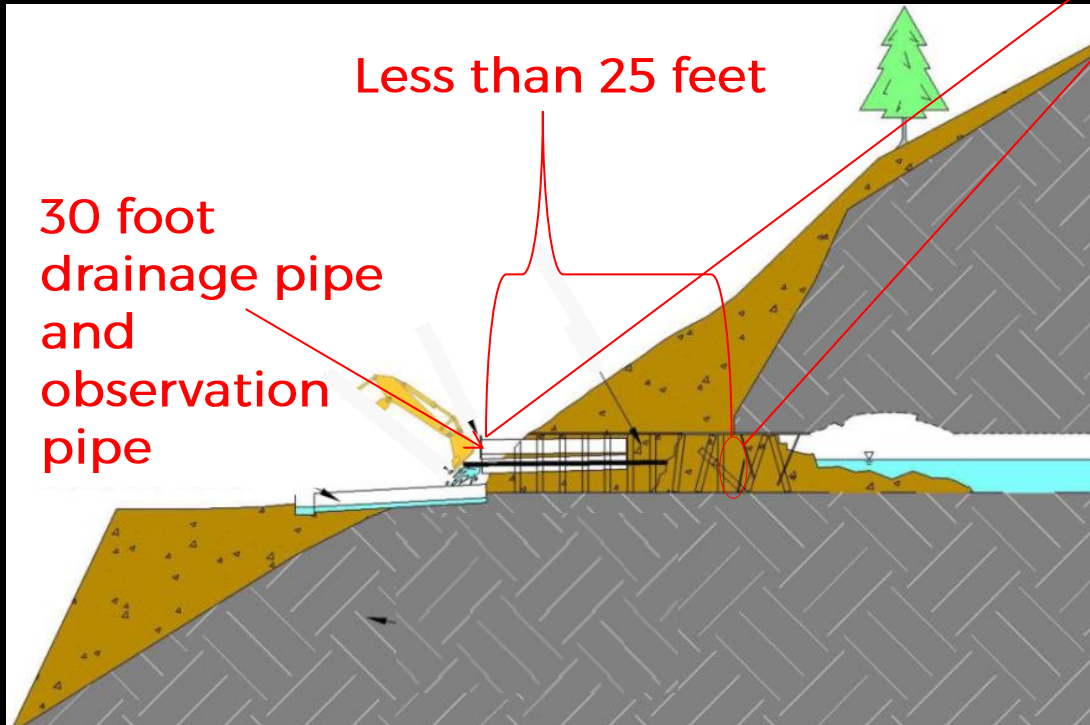 Less than 25 feet
30 foot
drainage pipe
and
observation
pipe